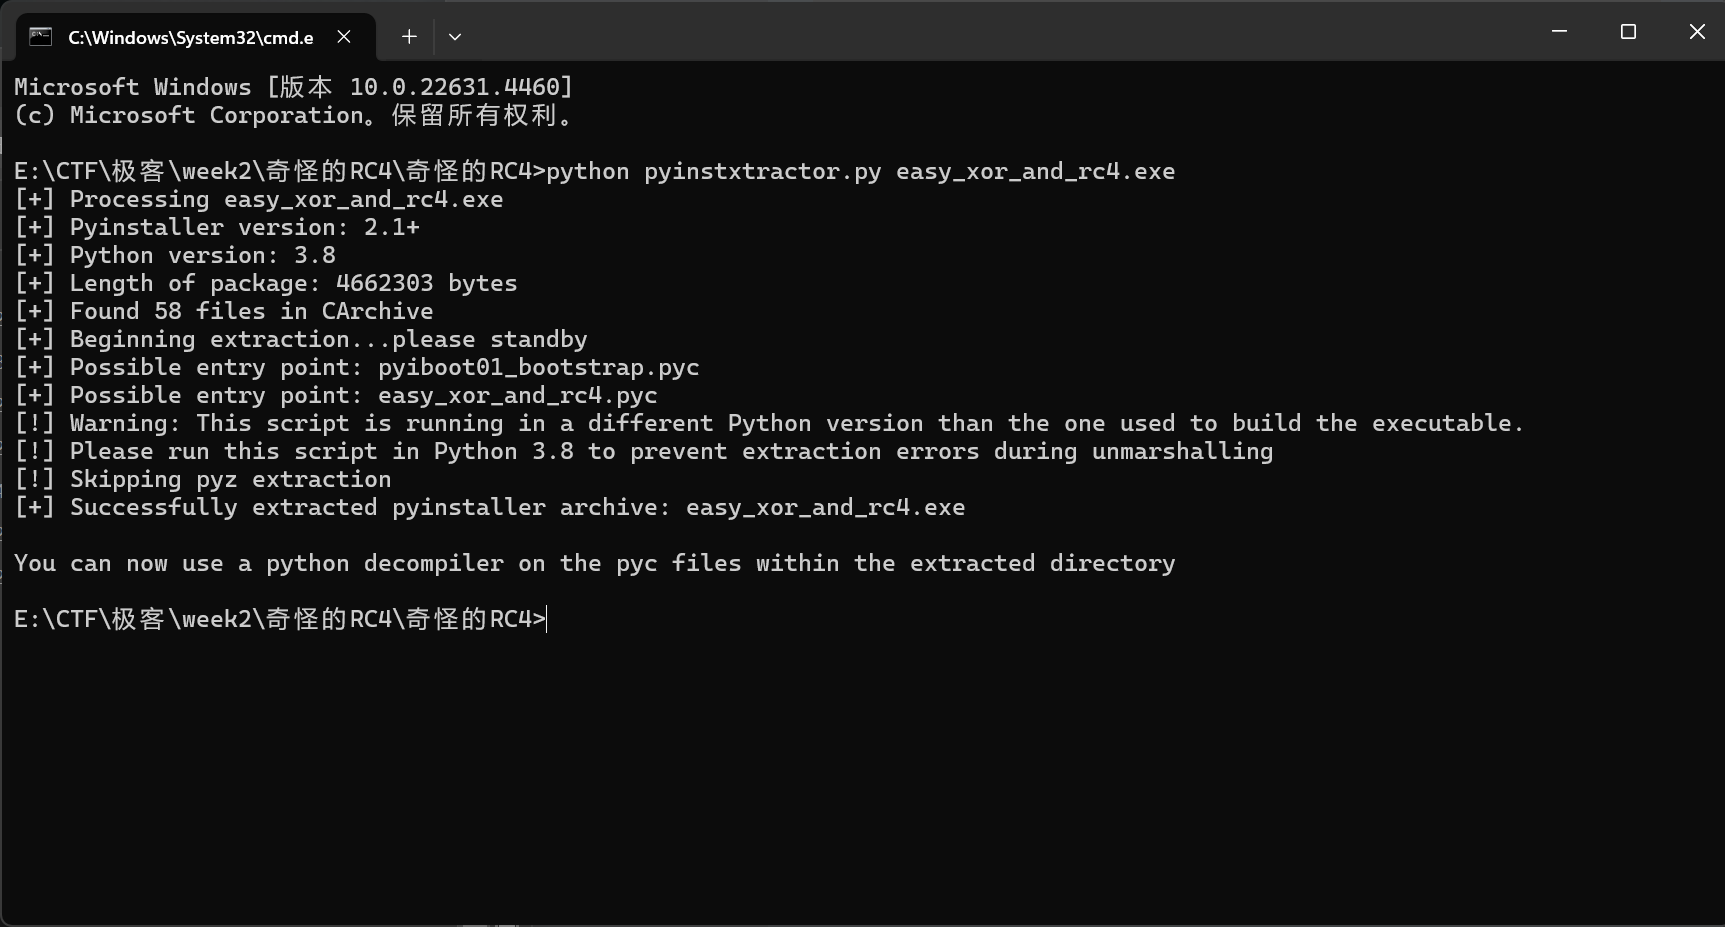 C:\Windows\System32\cmd.e
Microsoft Windows [版本 10.0.22631.4460]
(c) Microsoft Corporation。保留所有权利。
E:\CTF\极客\week2\奇怪的RC4\奇怪的RC4>python pyinstxtractor.py easy_xor_and_rc4.exe
[+] Processing easy_xor_and_rc4.exe
[+] Pyinstaller version: 2.1+
[+] Python version: 3.8
[+] Length of package: 4662303 bytes
[+] Found 58 files in CArchive
[+] Beginning extraction...please standby
[+] Possible entry point: pyiboot01_bootstrap.pyc
[+] Possible entry point: easy_xor_and_rc4.pyc
[!] Warning: This script is running in a different Python version than the one used to build the executable.
[!] Please run this script in Python 3.8 to prevent extraction errors during unmarshalling
[!] Skipping pyz extraction
[+] Successfully extracted pyinstaller archive: easy_xor_and_rc4.exe
You can now use a python decompiler on the pyc files within the extracted directory
E:\CTF\极客\week2\奇怪的RC4\奇怪的RC4>